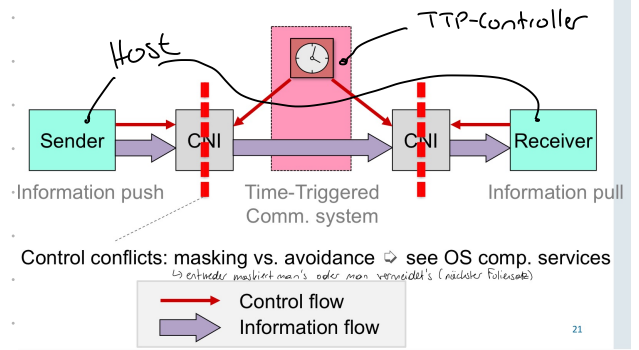 TTP-Controller
Host
Sender
CNI
CNI
Receiver
Information push
Time-Triggered
Comm. system
Information pull
Control conflicts: masking vs. avoidance ⇨ see OS comp. services
↳ entweder maskiert man's oder man vermeidet's (nächster Foliensatz)
Control flow
Information flow
21